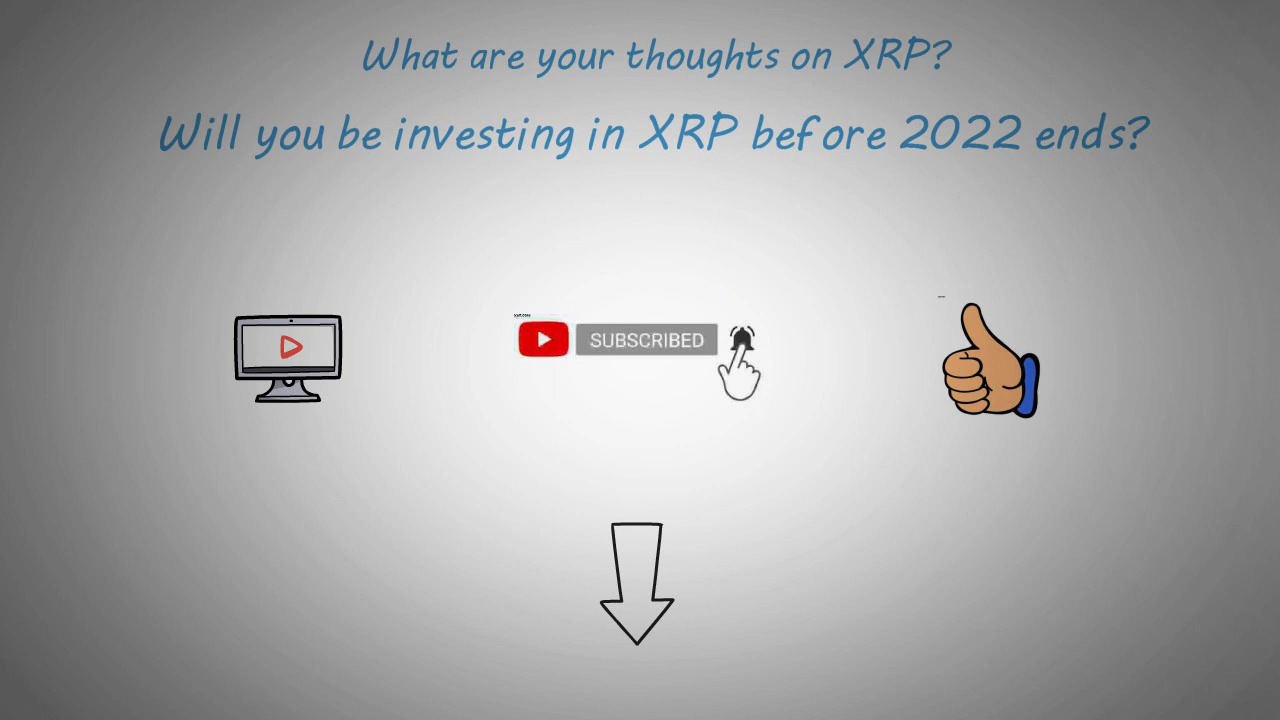 What are your thoughts on XRP?
Will you be investing in XRP before 2022 ends?
SUBSCRIBED